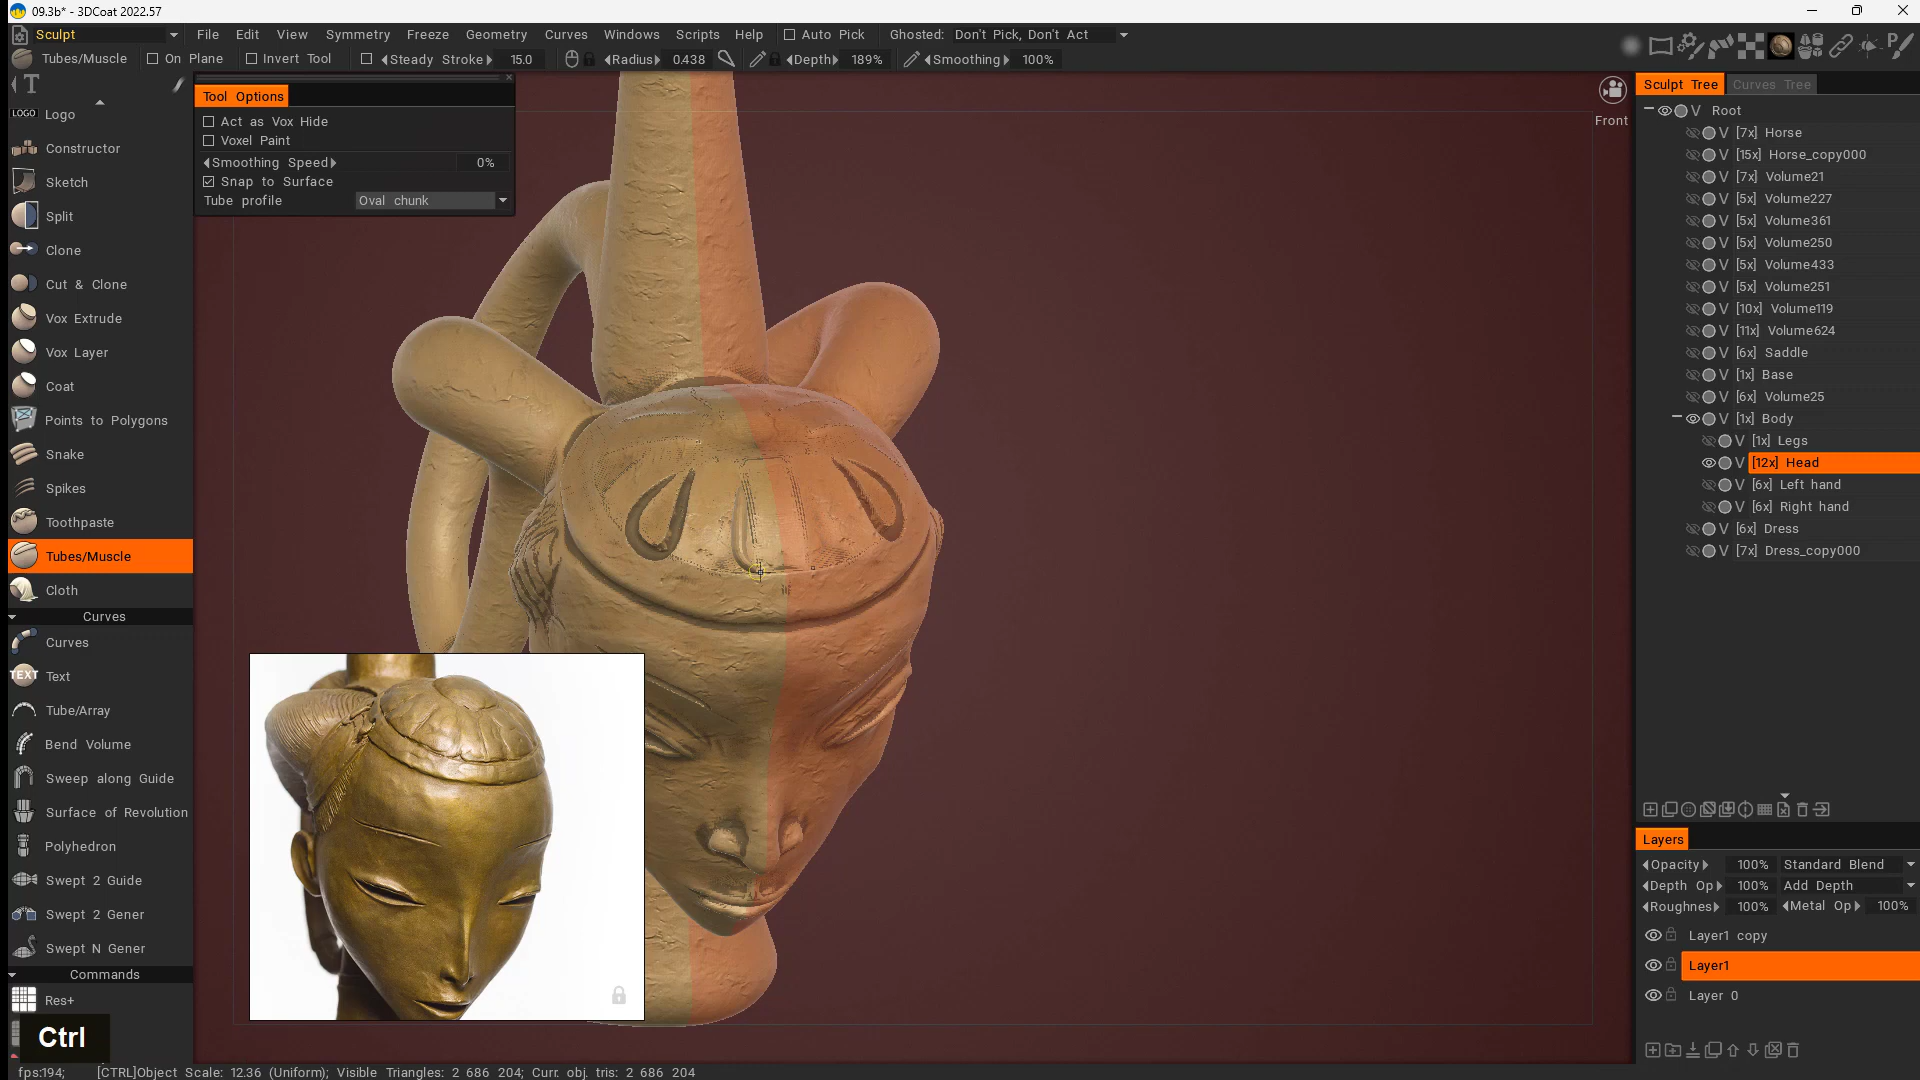 09.3b* - 3DCoat 2022.57
Sculpt File Edit View Symmetry Freeze Geometry Curves Windows Scripts Help Auto Pick Ghosted: Don't Pick, Don't Act
Tubes/Muscle On Plane Invert Tool Steady Stroke 15.0 Radius 0.438 Depth 189% Smoothing 100%
Tool Options
Act as Vox Hide
Voxel Paint
Smoothing Speed 0%
Snap to Surface
Tube profile Oval chunk
LOGO Logo
Constructor
Sketch
Split
Clone
Cut & Clone
Vox Extrude
Vox Layer
Coat
Points to Polygons
Snake
Spikes
Toothpaste
Tubes/Muscle
Cloth
Curves
Curves
TEXT Text
Tube/Array
Bend Volume
Sweep along Guide
Surface of Revolution
Polyhedron
Swept 2 Guide
Swept 2 Gener
Swept N Gener
Commands
Res+
Ctrl
Front
Sculpt Tree Curves Tree
V Root
V [7x] Horse
V [15x] Horse_copy000
V [7x] Volume21
V [5x] Volume227
V [5x] Volume361
V [5x] Volume250
V [5x] Volume433
V [5x] Volume251
V [10x] Volume119
V [11x] Volume624
V [6x] Saddle
V [1x] Base
V [6x] Volume25
V [1x] Body
V [1x] Legs
V [12x] Head
V [6x] Left hand
V [6x] Right hand
V [6x] Dress
V [7x] Dress_copy000
Layers
Opacity 100% Standard Blend
Depth Op 100% Add Depth
Roughnes 100% Metal Op 100%
Layer1 copy
Layer1
Layer 0
fps:194; [CTRL]Object Scale: 12.36 (Uniform); Visible Triangles: 2 686 204; Curr. obj. tris: 2 686 204